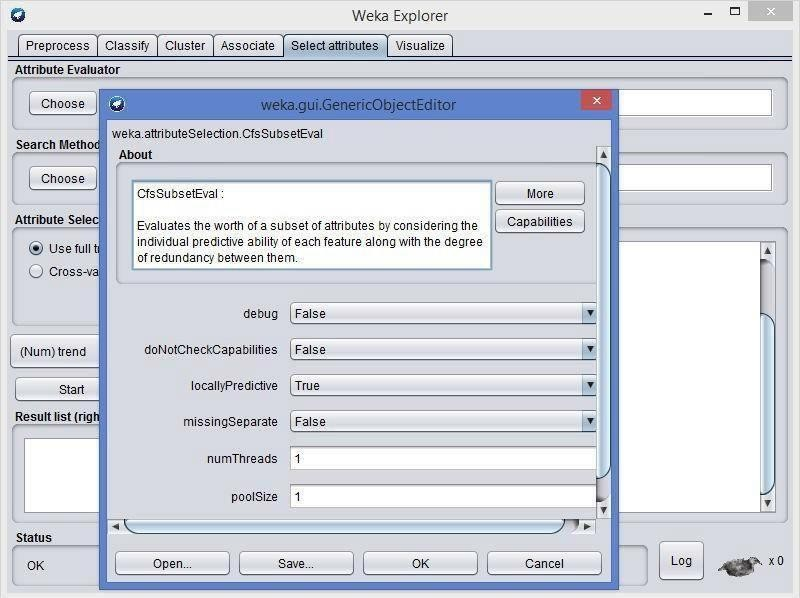 Weka Explorer
Preprocess Classify Cluster Associate Select attributes Visualize
Attribute Evaluator
Choose
weka.gui.GenericObjectEditor
weka.attributeSelection.CfsSubsetEval
About
Search Method
Choose
CfsSubsetEval :
More
Evaluates the worth of a subset of attributes by considering the
individual predictive ability of each feature along with the degree
of redundancy between them.
Capabilities
Attribute Selec
Use full tr
Cross-va
debug False
doNotCheckCapabilities False
(Num) trend
locallyPredictive True
Start
missingSeparate False
Result list (righ
numThreads 1
poolSize 1
Status
OK
Open... Save... OK Cancel
Log
x 0